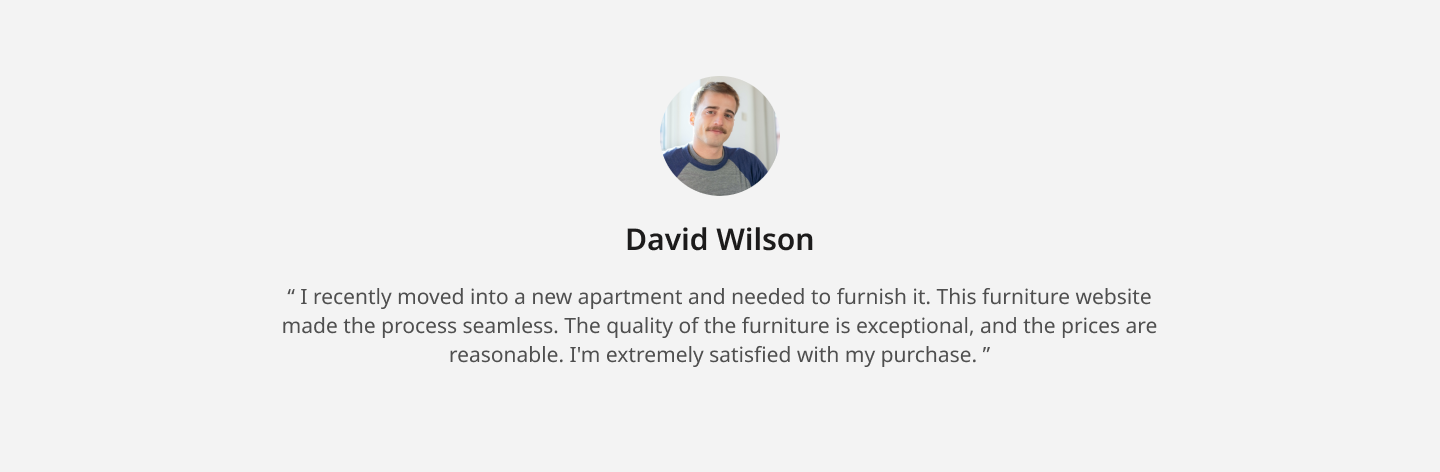 David Wilson
“ I recently moved into a new apartment and needed to furnish it. This furniture website
made the process seamless. The quality of the furniture is exceptional, and the prices are
reasonable. I'm extremely satisfied with my purchase. ”